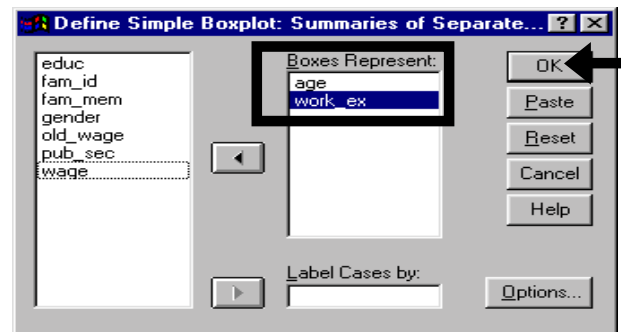 Define Simple Boxplot: Summaries of Separate...
educ
fam_id
fam_mem
gender
old_wage
pub_sec
wage
Boxes Represent:
age
work_ex
Label Cases by:
OK
Paste
Reset
Cancel
Help
Options...